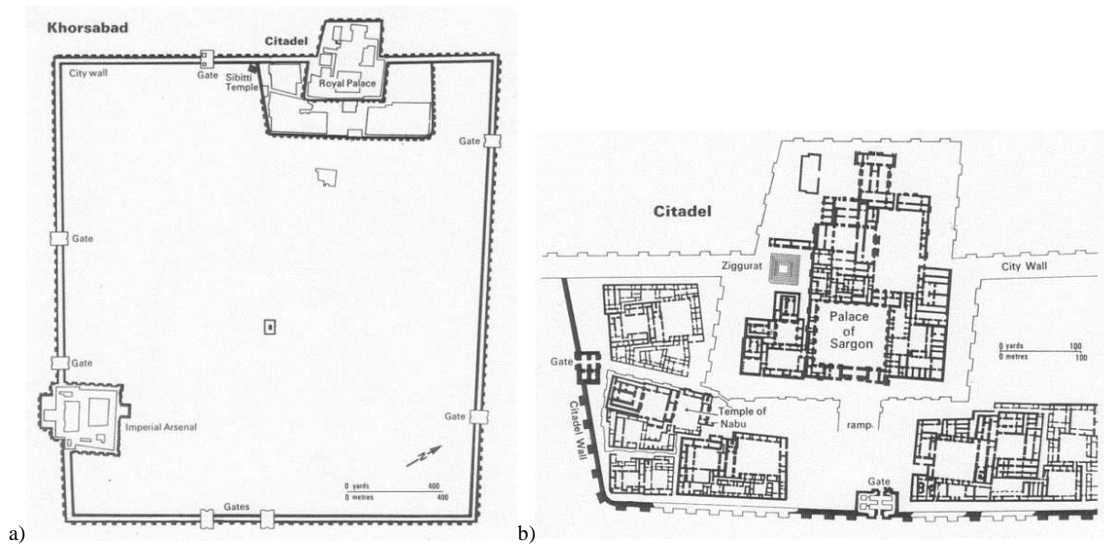 Khorsabad
Citadel
City wall
Gate
Sibitti
Temple
Royal Palace
Gate
Gate
Gate
Imperial Arsenal
Gate
N
0 yards 400
0 metres 400
Gates
a)
Citadel
Ziggurat
City Wall
Palace
of
Sargon
0 yards 100
0 metres 100
Gate
Citadel Wall
Temple of
Nabu
ramp
Gate
b)